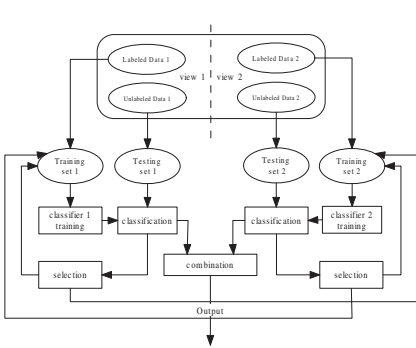 Labeled Data 1
Labeled Data 2
view 1
view 2
Unlabeled Data 1
Unlabeled Data 2
Training
set 1
Testing
set 1
Testing
set 2
Training
set 2
classifier 1
training
classification
classification
classifier 2
training
combination
selection
selection
Output